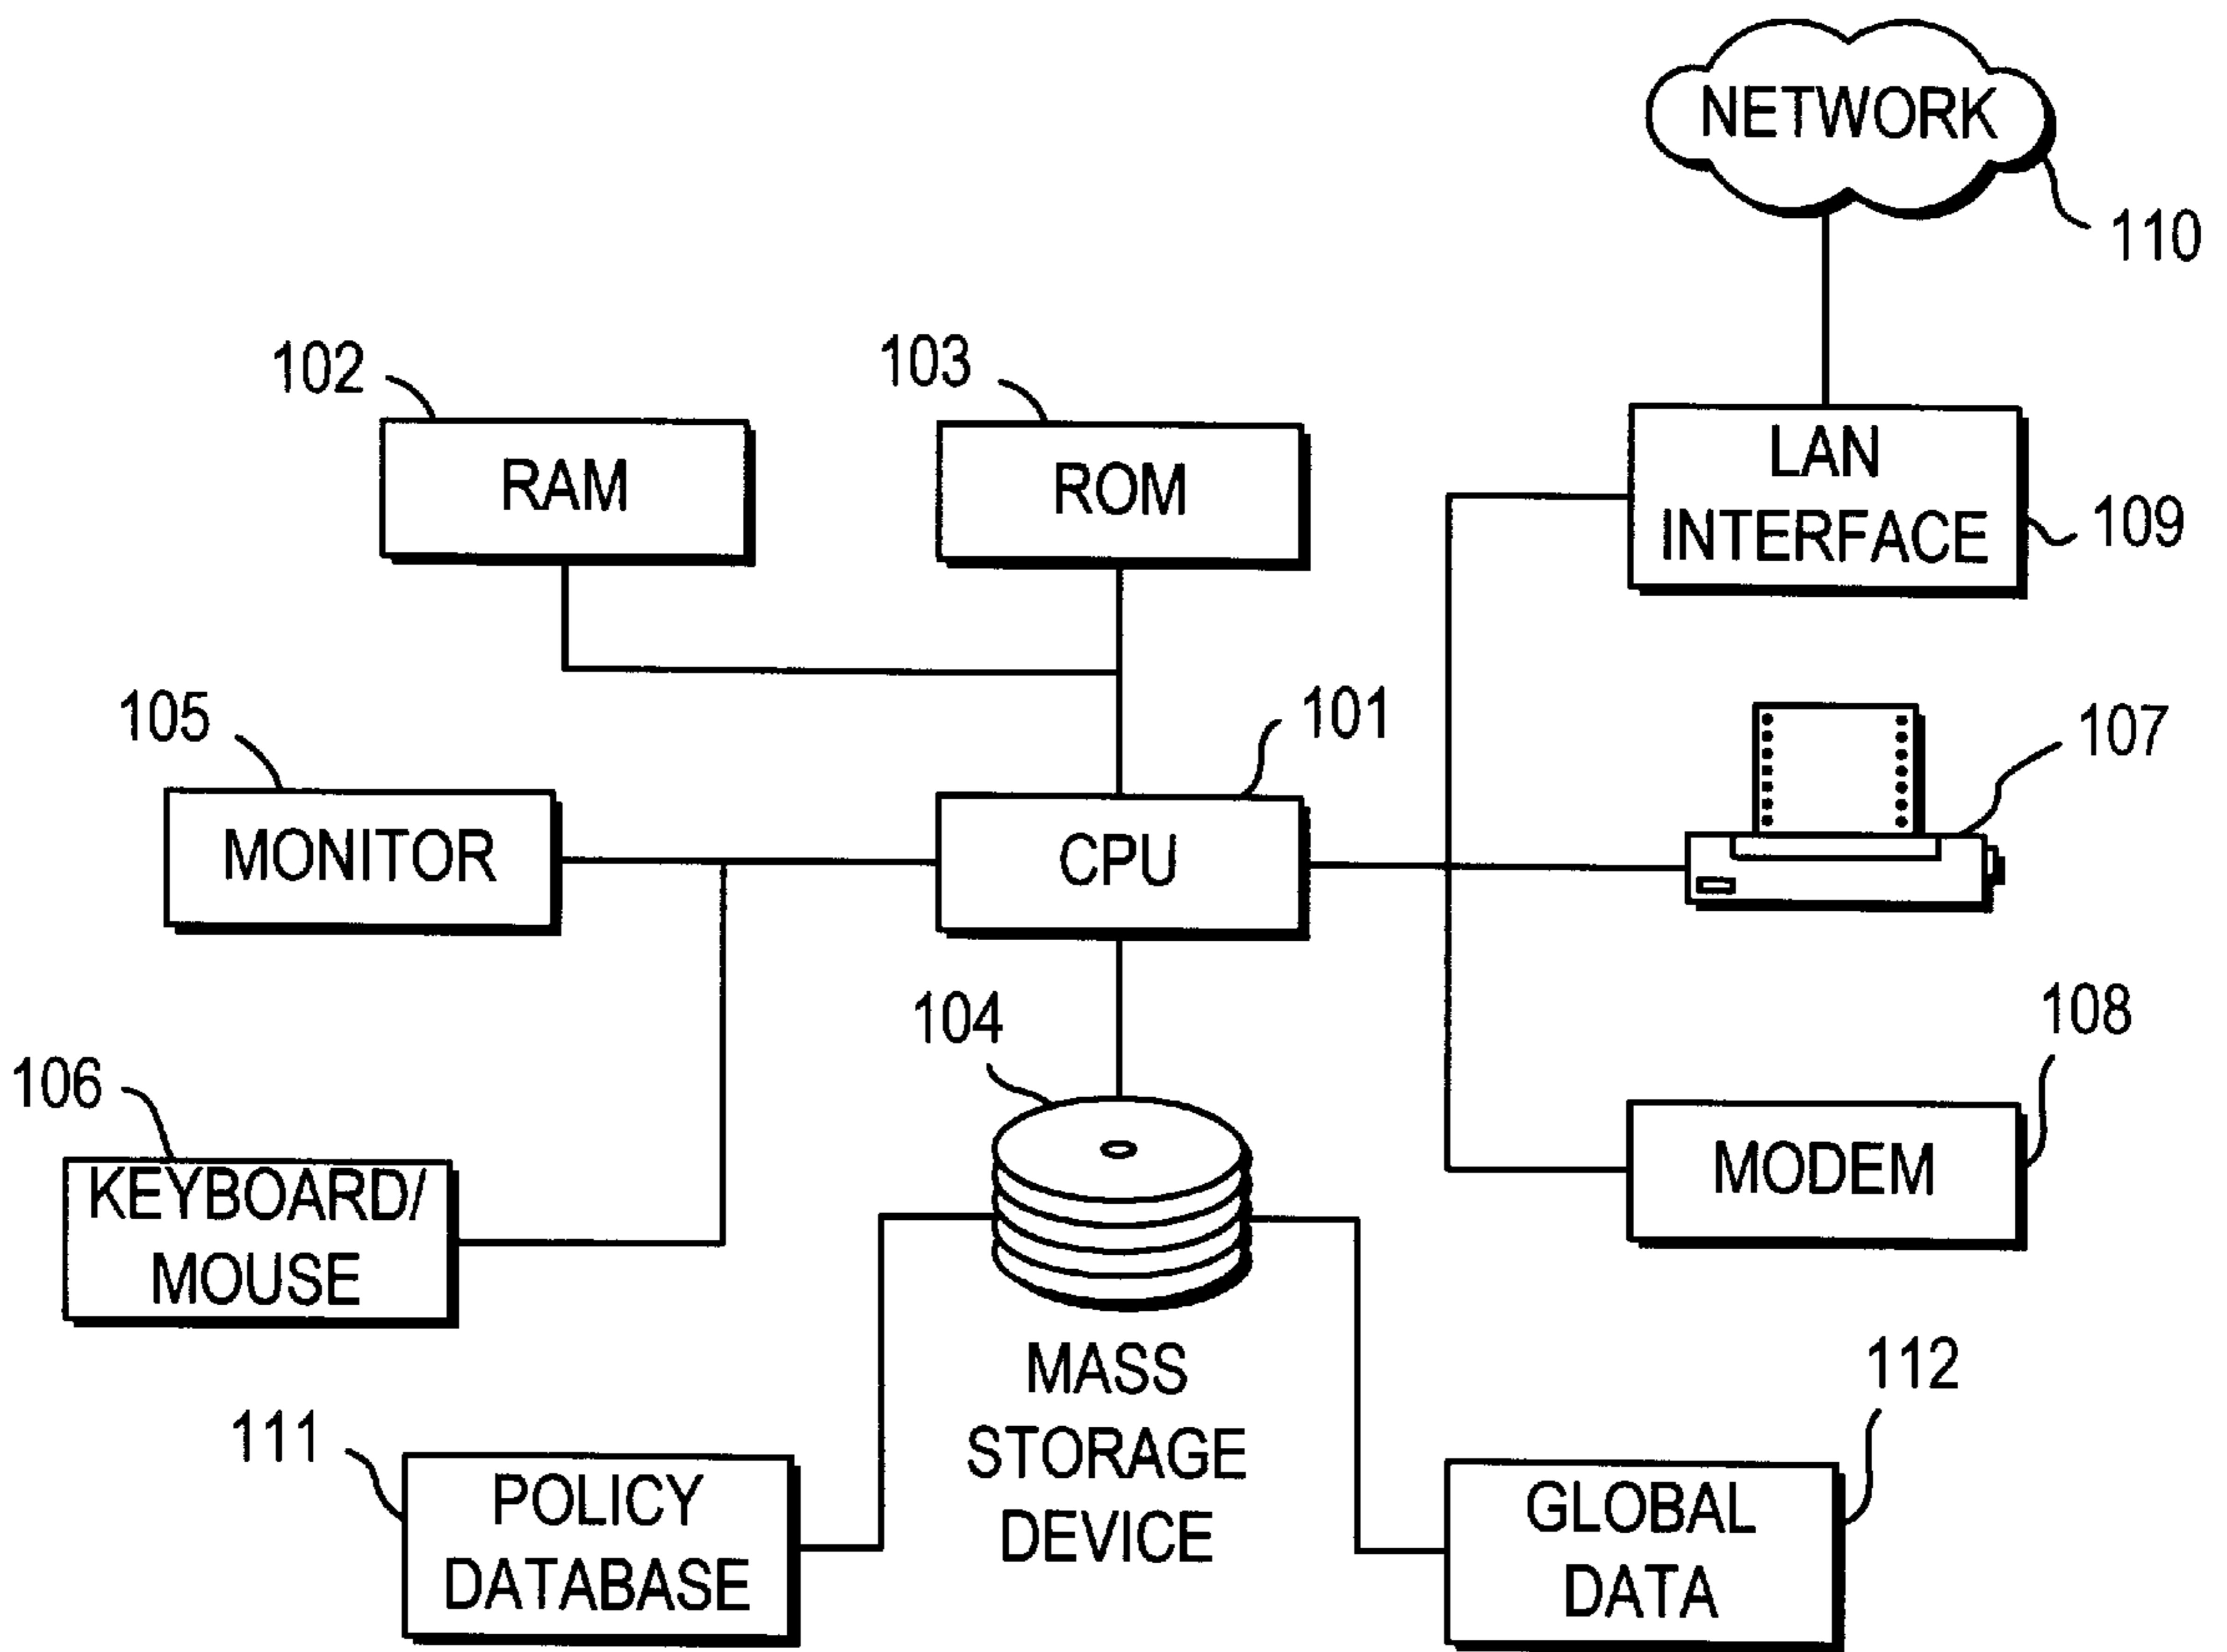 NETWORK
110
102
103
RAM
ROM
LAN
INTERFACE
109
105
101
107
MONITOR
CPU
104
108
106
KEYBOARD/
MOUSE
MODEM
MASS
STORAGE
DEVICE
111
112
POLICY
DATABASE
GLOBAL
DATA